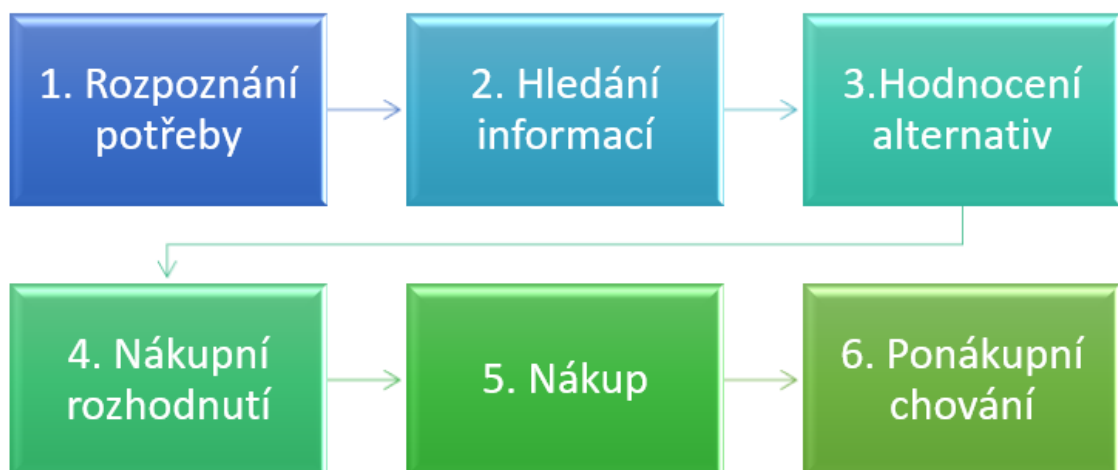 1. Rozpoznání
potřeby
2. Hledání
informací
3.Hodnocení
alternativ
4. Nákupní
rozhodnutí
5. Nákup
6. Ponákupní
chování